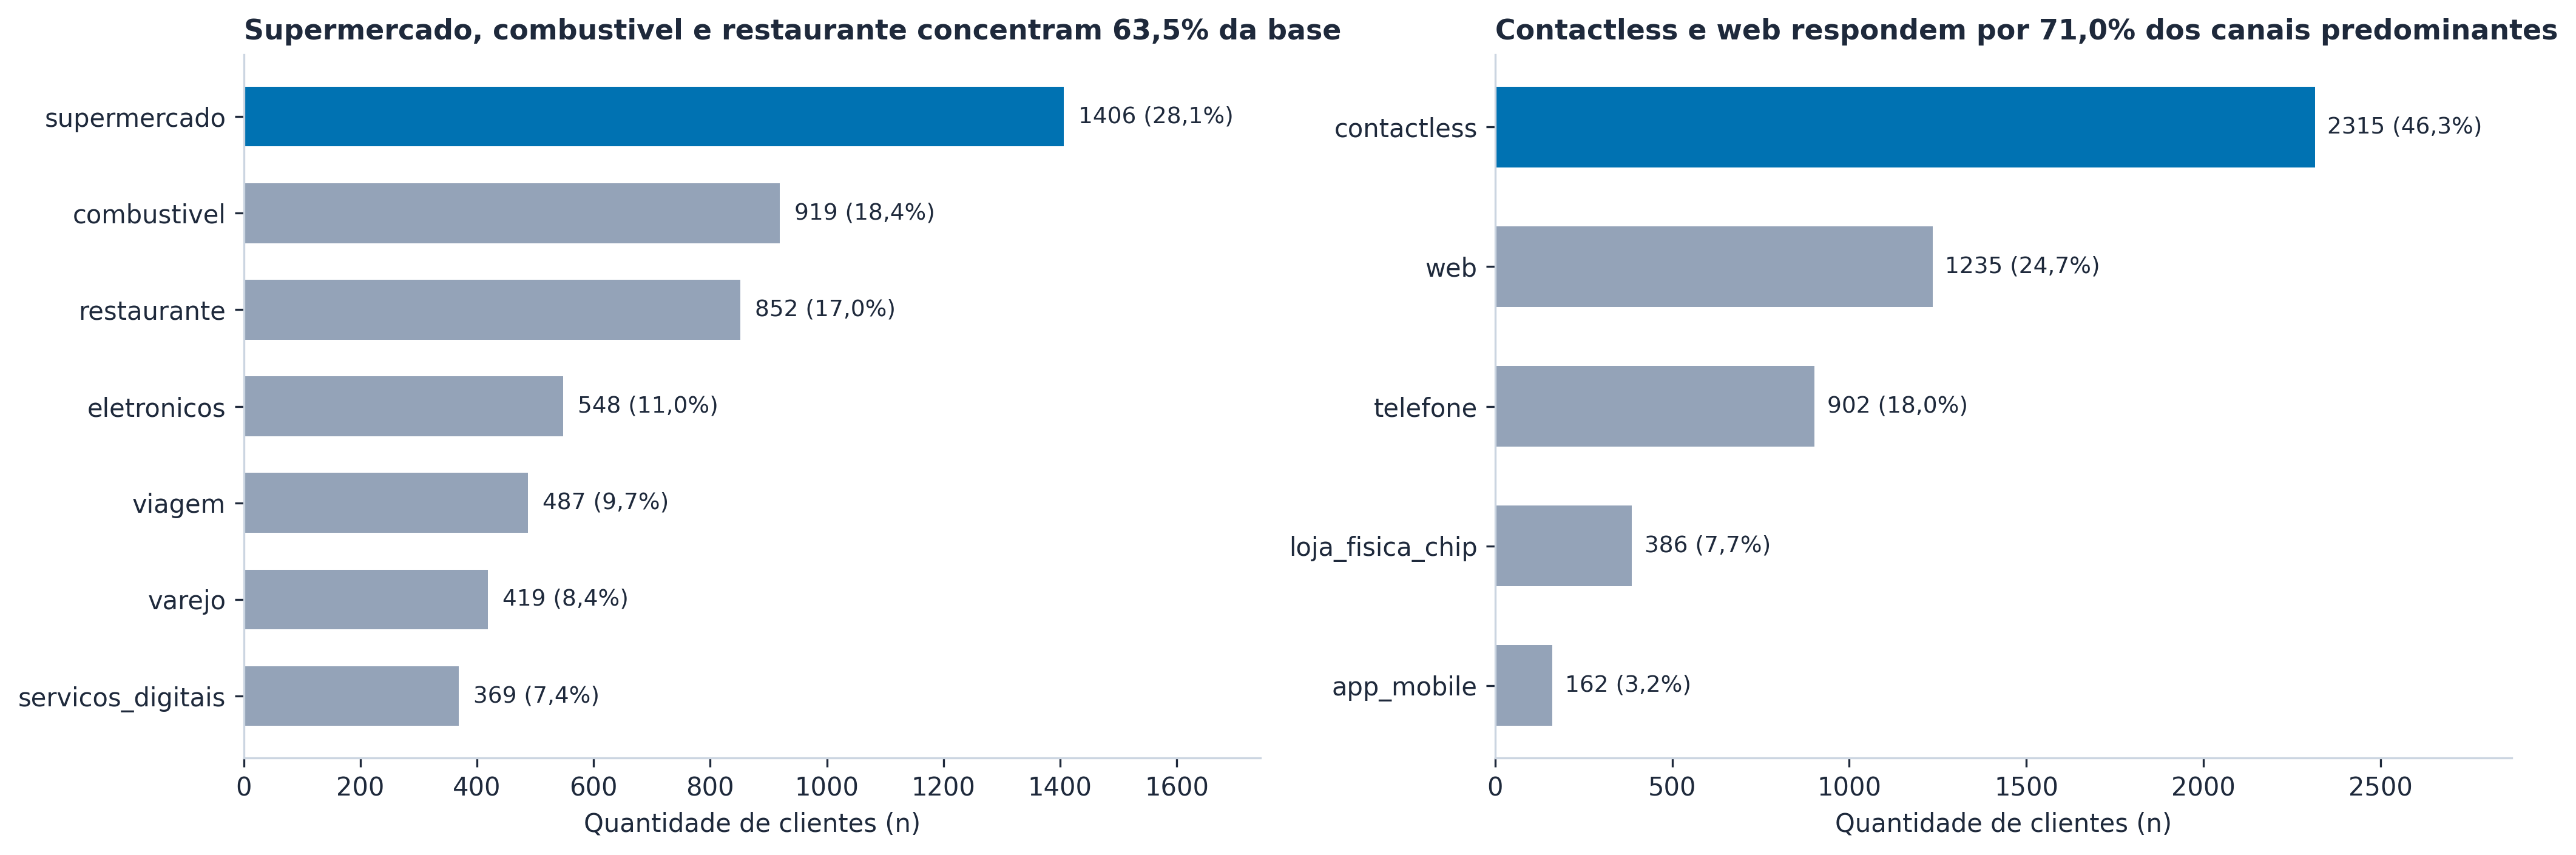 Supermercado, combustivel e restaurante concentram 63,5% da base
supermercado
1406 (28,1%)
combustivel
919 (18,4%)
restaurante
852 (17,0%)
eletronicos
548 (11,0%)
viagem
487 (9,7%)
varejo
419 (8,4%)
servicos_digitais
369 (7,4%)
0 200 400 600 800 1000 1200 1400 1600
Quantidade de clientes (n)
Contactless e web respondem por 71,0% dos canais predominantes
contactless
2315 (46,3%)
web
1235 (24,7%)
telefone
902 (18,0%)
loja_fisica_chip
386 (7,7%)
app_mobile
162 (3,2%)
0 500 1000 1500 2000 2500
Quantidade de clientes (n)